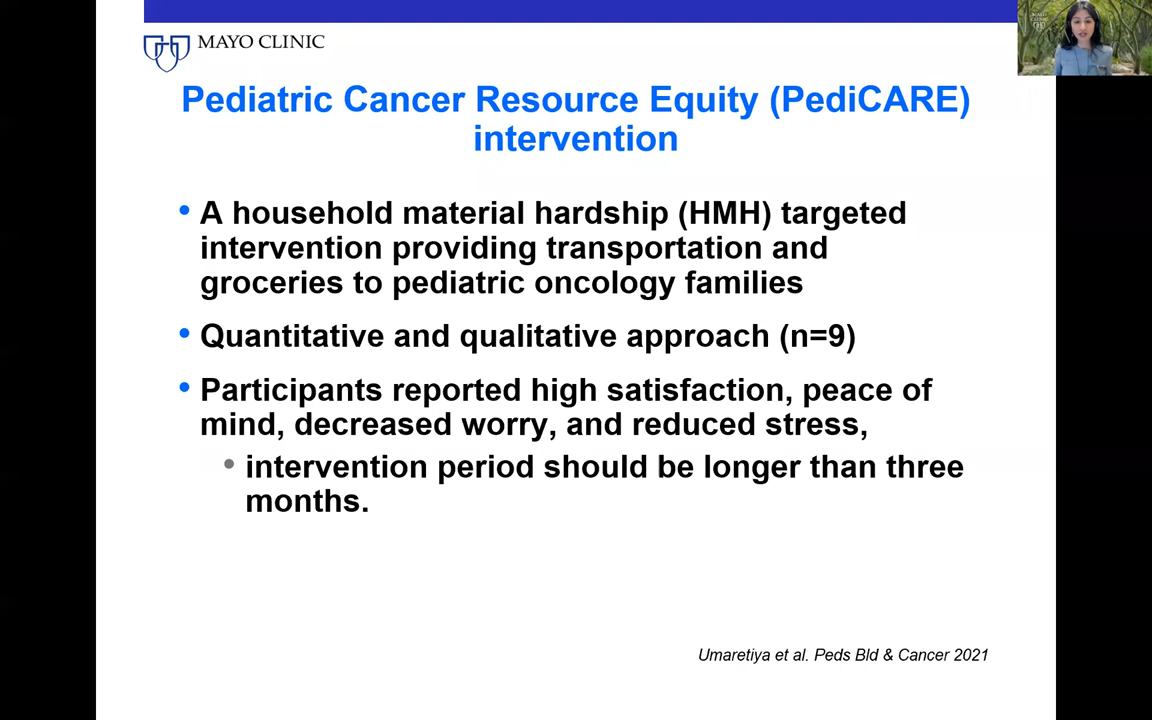 MAYO CLINIC
Pediatric Cancer Resource Equity (PediCARE)
intervention
• A household material hardship (HMH) targeted
intervention providing transportation and
groceries to pediatric oncology families
• Quantitative and qualitative approach (n=9)
• Participants reported high satisfaction, peace of
mind, decreased worry, and reduced stress,
• intervention period should be longer than three
months.
Umaretiya et al. Peds Bld & Cancer 2021